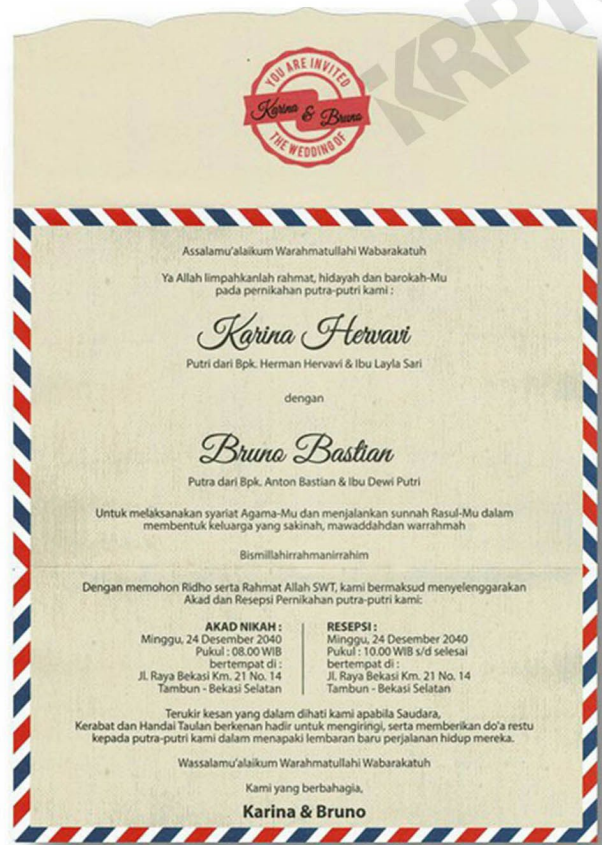 YOU ARE INVITED
Karina & Bruno
THE WEDDING OF
Assalamu'alaikum Warahmatullahi Wabarakatuh
Ya Allah limpahkanlah rahmat, hidayah dan barokah-Mu
pada pernikahan putra-putri kami :
Karina Hervavi
Putri dari Bpk. Herman Hervavi & Ibu Layla Sari
dengan
Bruno Bastian
Putra dari Bpk. Anton Bastian & Ibu Dewi Putri
Untuk melaksanakan syariat Agama-Mu dan menjalankan sunnah Rasul-Mu dalam
membentuk keluarga yang sakinah, mawaddahdan warrahmah
Bismillahirrahmanirrahim
Dengan memohon Ridho serta Rahmat Allah SWT, kami bermaksud menyelenggarakan
Akad dan Resepsi Pernikahan putra-putri kami:
AKAD NIKAH :
Minggu, 24 Desember 2040
Pukul : 08.00 WIB
bertempat di :
Jl. Raya Bekasi Km. 21 No. 14
Tambun - Bekasi Selatan
RESEPSI :
Minggu, 24 Desember 2040
Pukul : 10.00 WIB s/d selesai
bertempat di :
Jl. Raya Bekasi Km. 21 No. 14
Tambun - Bekasi Selatan
Terukir kesan yang dalam dihati kami apabila Saudara,
Kerabat dan Handai Taulan berkenan hadir untuk mengiringi, serta memberikan do'a restu
kepada putra-putri kami dalam menapaki lembaran baru perjalanan hidup mereka.
Wassalamu'alaikum Warahmatullahi Wabarakatuh
Kami yang berbahagia,
Karina & Bruno